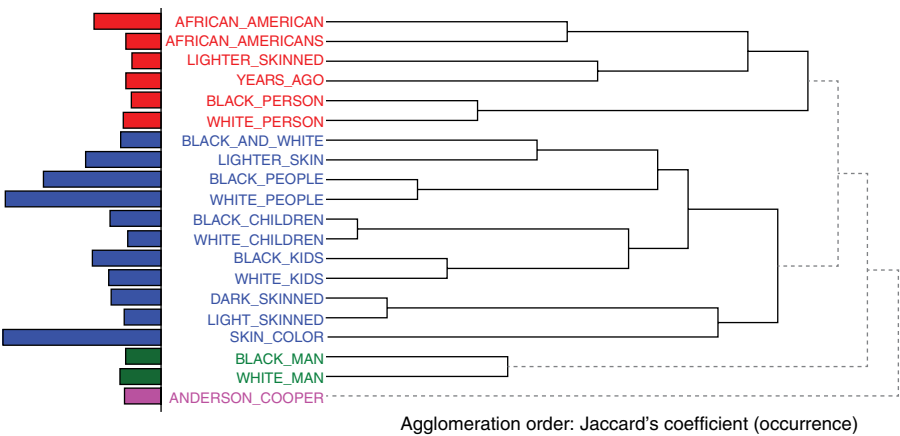 AFRICAN_AMERICAN
AFRICAN_AMERICANS
LIGHTER_SKINNED
YEARS_AGO
BLACK_PERSON
WHITE_PERSON
BLACK_AND_WHITE
LIGHTER_SKIN
BLACK_PEOPLE
WHITE_PEOPLE
BLACK_CHILDREN
WHITE_CHILDREN
BLACK_KIDS
WHITE_KIDS
DARK_SKINNED
LIGHT_SKINNED
SKIN_COLOR
BLACK_MAN
WHITE_MAN
ANDERSON_COOPER
Agglomeration order: Jaccard's coefficient (occurrence)